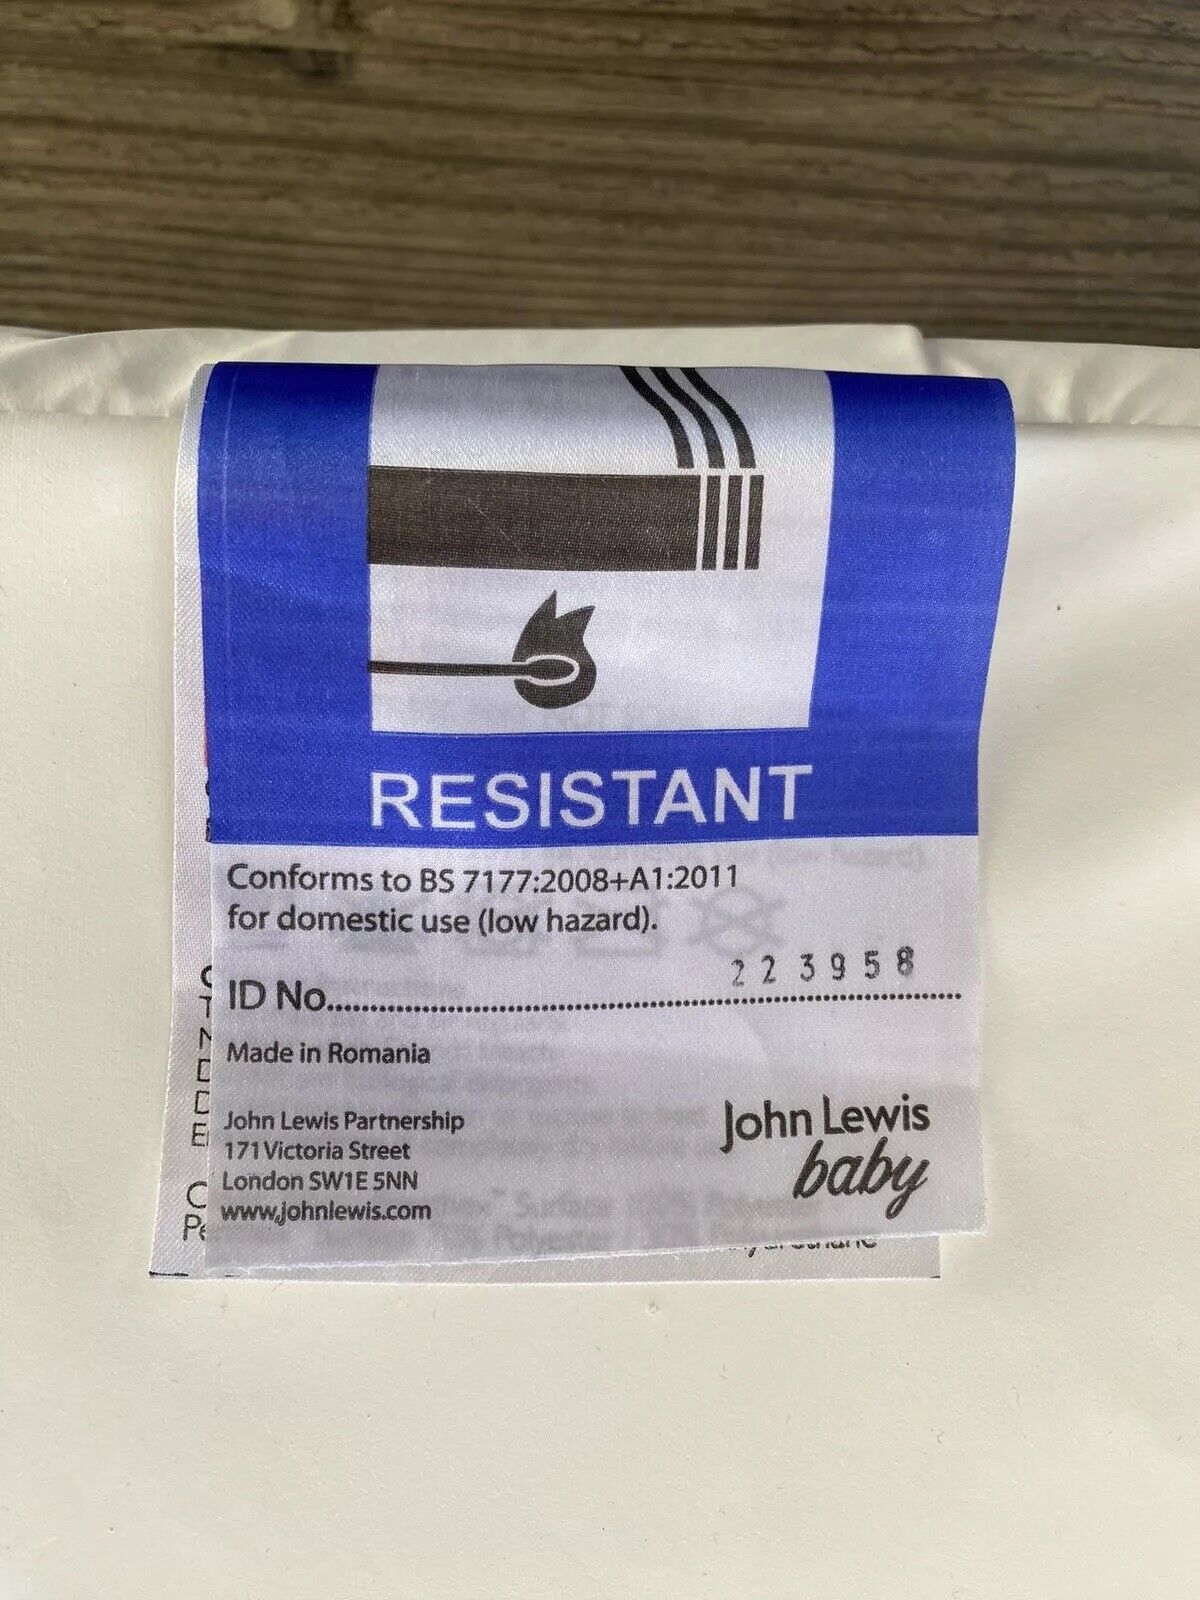 RESISTANT
Conforms to BS 7177:2008+A1:2011
for domestic use (low hazard).
ID No. 223958
Made in Romania
John Lewis Partnership
171 Victoria Street
London SW1E 5NN
www.johnlewis.com
John Lewis
baby